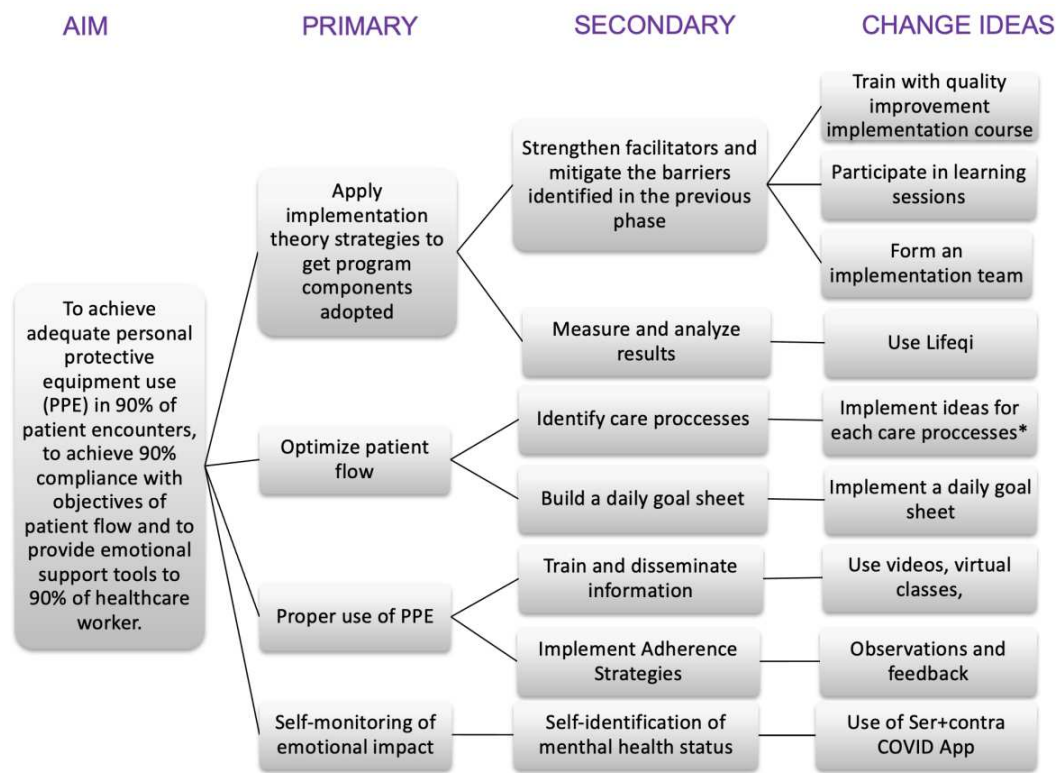 AIM
PRIMARY
SECONDARY
CHANGE IDEAS
To achieve
adequate personal
protective
equipment use
(PPE) in 90% of
patient encounters,
to achieve 90%
compliance with
objectives of
patient flow and to
provide emotional
support tools to
90% of healthcare
worker.
Apply
implementation
theory strategies to
get program
components
adopted
Strengthen facilitators and
mitigate the barriers
identified in the previous
phase
Train with quality
improvement
implementation course
Participate in learning
sessions
Form an
implementation team
Measure and analyze
results
Use Lifeqi
Optimize patient
flow
Identify care proccesses
Implement ideas for
each care proccesses*
Build a daily goal sheet
Implement a daily goal
sheet
Proper use of PPE
Train and disseminate
information
Use videos, virtual
classes,
Implement Adherence
Strategies
Observations and
feedback
Self-monitoring of
emotional impact
Self-identification of
menthal health status
Use of Ser+contra
COVID App